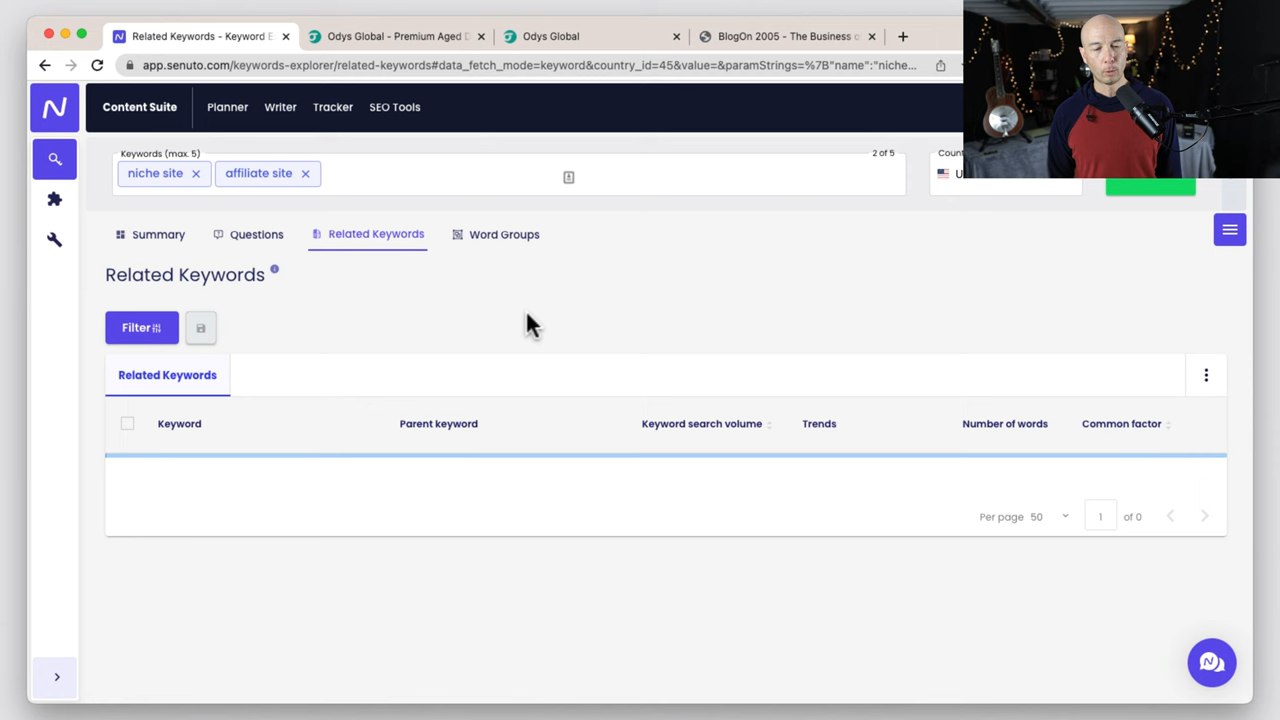 Related Keywords - Keyword E
Odys Global - Premium Aged D
Odys Global
BlogOn 2005 - The Business o
app.senuto.com/keywords-explorer/related-keywords#data_fetch_mode=keyword&country_id=45&value=&paramStrings=%7B"name":"niche...
Content Suite
Planner
Writer
Tracker
SEO Tools
Keywords (max. 5)
2 of 5
Coun
niche site
affiliate site
U
Summary
Questions
Related Keywords
Word Groups
Related Keywords
Filter
Related Keywords
Keyword
Parent keyword
Keyword search volume
Trends
Number of words
Common factor
Per page 50
1
of 0